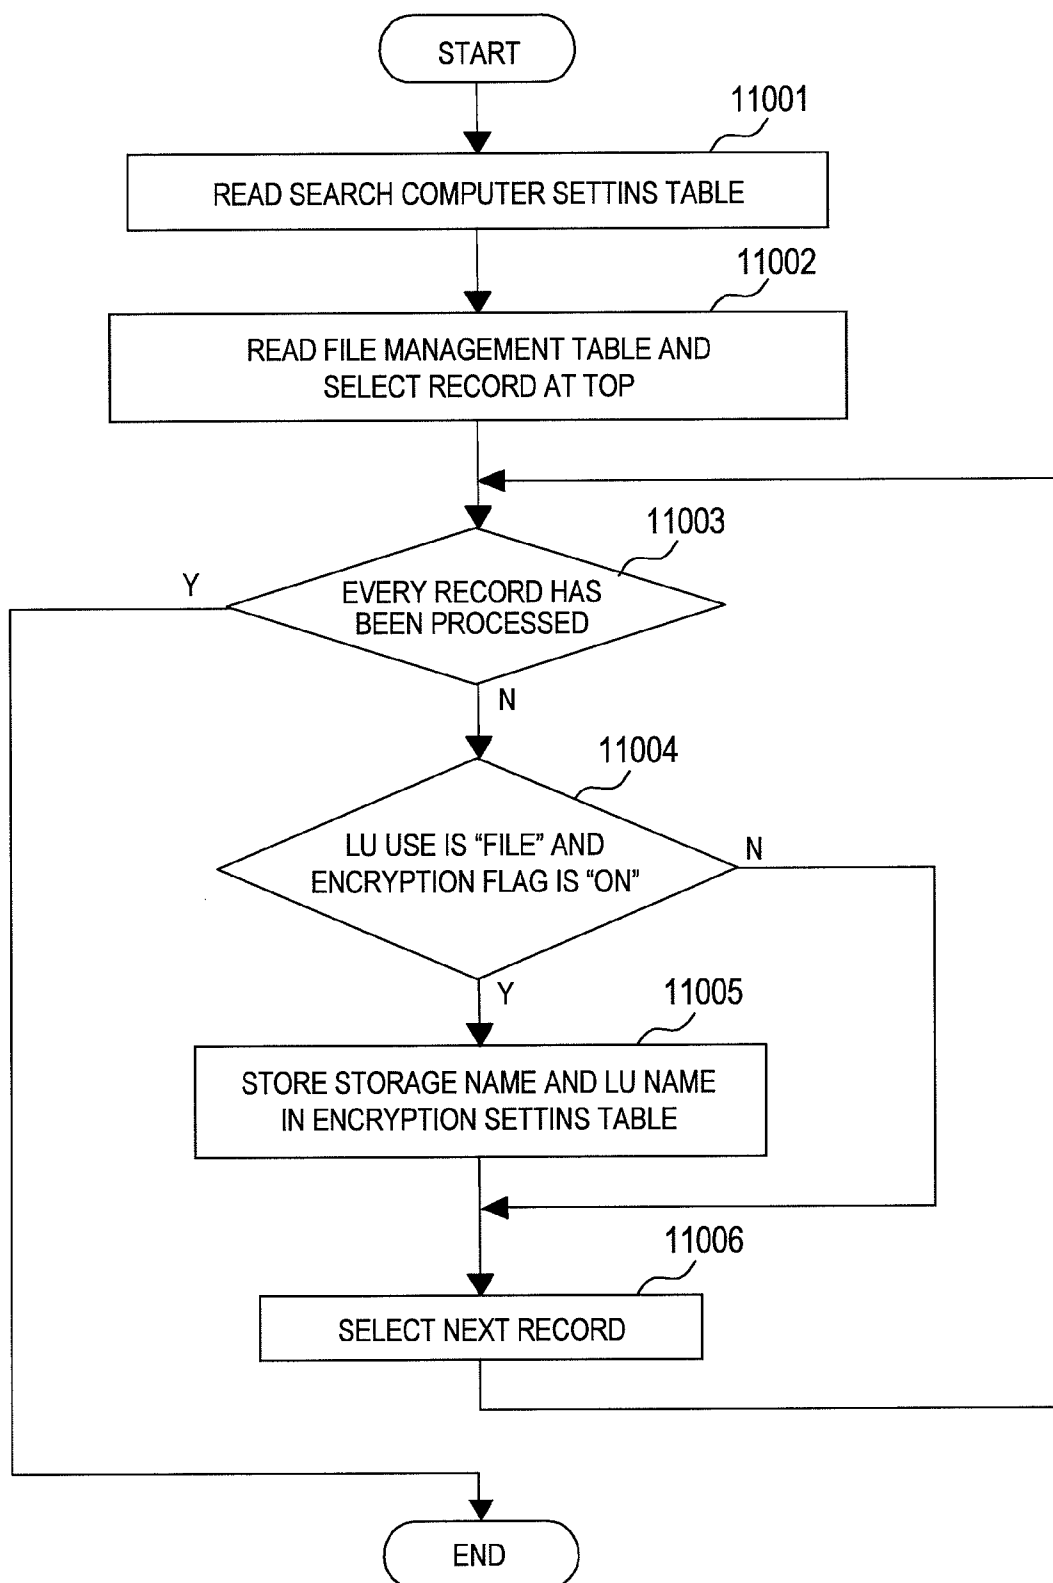 START
11001
READ SEARCH COMPUTER SETTINS TABLE
11002
READ FILE MANAGEMENT TABLE AND
SELECT RECORD AT TOP
11003
Y
EVERY RECORD HAS
BEEN PROCESSED
N
11004
LU USE IS “FILE” AND
ENCRYPTION FLAG IS “ON”
N
Y
11005
STORE STORAGE NAME AND LU NAME
IN ENCRYPTION SETTINS TABLE
11006
SELECT NEXT RECORD
END